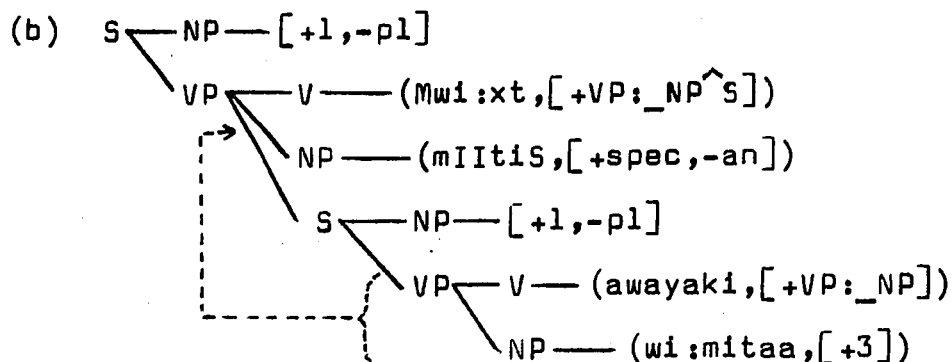 (b) S NP [+1,-pl]
VP V (Mwi:xt,[+VP:_NP^S])
NP (mIItiS,[+spec,-an])
S NP [+1,-pl]
VP V (awayaki,[+VP:_NP])
NP (wi:mitaa,[+3])